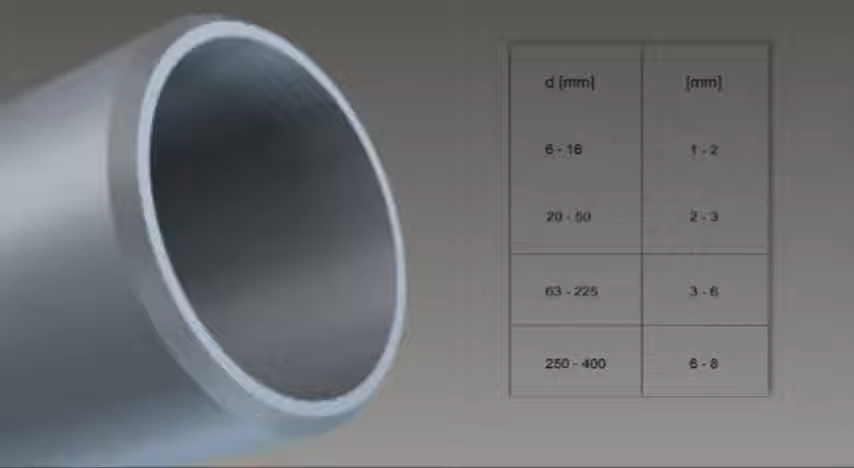 d [mm] [mm]
6 - 16 1 - 2
20 - 50 2 - 3
63 - 225 3 - 6
250 - 400 6 - 8